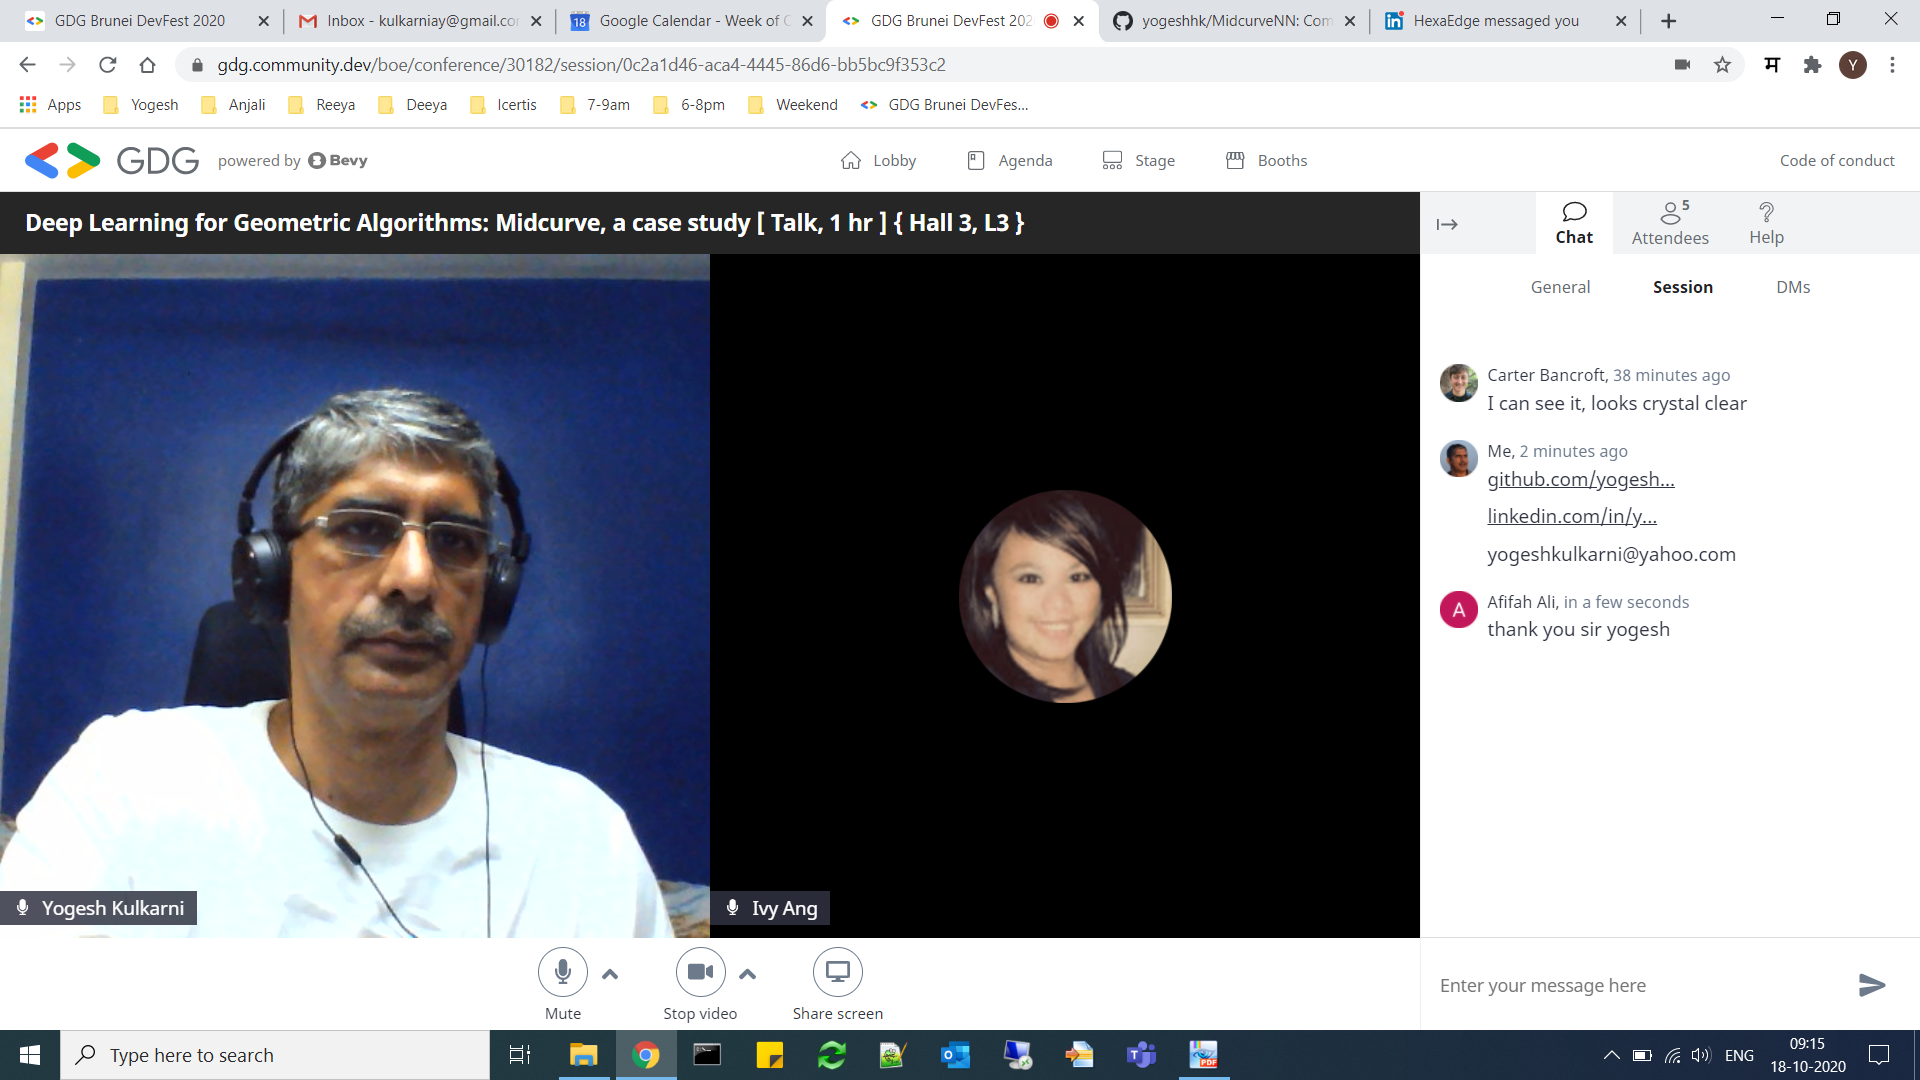 GDG Brunei DevFest 2020
Inbox - kulkarniay@gmail.co
Google Calendar - Week of O
GDG Brunei DevFest 202
yogeshhk/MidcurveNN: Com
HexaEdge messaged you
gdg.community.dev/boe/conference/30182/session/0c2a1d46-aca4-4445-86d6-bb5bc9f353c2
म
Y
Apps
Yogesh
Anjali
Reeya
Deeya
Icertis
7-9am
6-8pm
Weekend
GDG Brunei DevFes...
GDG powered by Bevy
Lobby
Agenda
Stage
Booths
Code of conduct
Deep Learning for Geometric Algorithms: Midcurve, a case study [ Talk, 1 hr ] { Hall 3, L3 }
Chat
Attendees 5
Help
General
Session
DMs
Carter Bancroft, 38 minutes ago
I can see it, looks crystal clear
Me, 2 minutes ago
github.com/yogesh...
linkedin.com/in/y...
yogeshkulkarni@yahoo.com
A
Afifah Ali, in a few seconds
thank you sir yogesh
Yogesh Kulkarni
Ivy Ang
Mute
Stop video
Share screen
Enter your message here
Type here to search
ENG
09:15
18-10-2020